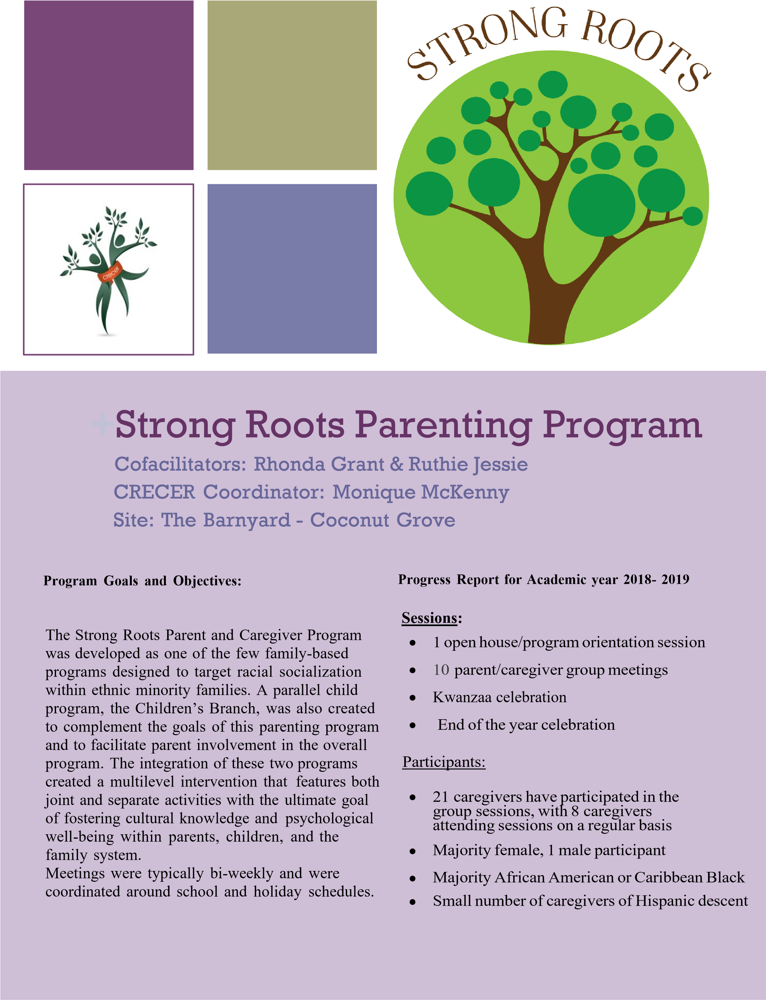 STRONG ROOTS
crecer
+Strong Roots Parenting Program
Cofacilitators: Rhonda Grant & Ruthie Jessie
CRECER Coordinator: Monique McKenny
Site: The Barnyard - Coconut Grove
Program Goals and Objectives:
The Strong Roots Parent and Caregiver Program
was developed as one of the few family-based
programs designed to target racial socialization
within ethnic minority families. A parallel child
program, the Children’s Branch, was also created
to complement the goals of this parenting program
and to facilitate parent involvement in the overall
program. The integration of these two programs
created a multilevel intervention that features both
joint and separate activities with the ultimate goal
of fostering cultural knowledge and psychological
well-being within parents, children, and the
family system.
Meetings were typically bi-weekly and were
coordinated around school and holiday schedules.
Progress Report for Academic year 2018- 2019
Sessions:
• 1 open house/program orientation session
• 10 parent/caregiver group meetings
• Kwanzaa celebration
• End of the year celebration
Participants:
• 21 caregivers have participated in the
group sessions, with 8 caregivers
attending sessions on a regular basis
• Majority female, 1 male participant
• Majority African American or Caribbean Black
• Small number of caregivers of Hispanic descent